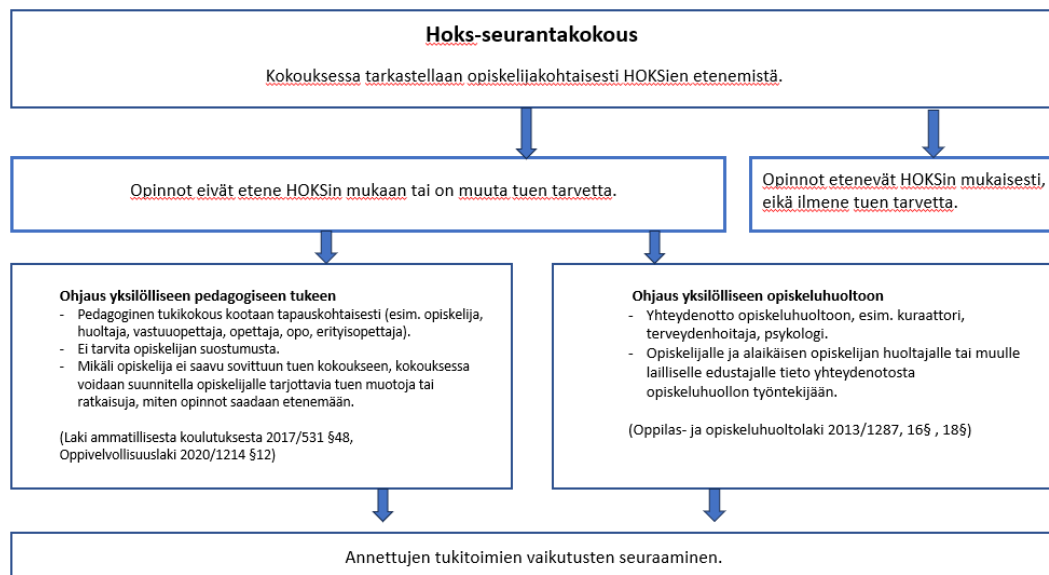 Hoks-seurantakokous
Kokouksessa tarkastellaan opiskelijakohtaisesti HOKSien etenemistä.
Opinnot eivät etene HOKSin mukaan tai on muuta tuen tarvetta.
Opinnot etenevät HOKSin mukaisesti,
eikä ilmene tuen tarvetta.
Ohjaus yksilölliseen pedagogiseen tukeen
- Pedagoginen tukikokous kootaan tapauskohtaisesti (esim. opiskelija,
huoltaja, vastuuopettaja, opettaja, opo, erityisopettaja).
- Ei tarvita opiskelijan suostumusta.
- Mikäli opiskelija ei saavu sovittuun tuen kokoukseen, kokouksessa
voidaan suunnitella opiskelijalle tarjottavia tuen muotoja tai
ratkaisuja, miten opinnot saadaan etenemään.
(Laki ammatillisesta koulutuksesta 2017/531 §48,
Oppivelvollisuuslaki 2020/1214 §12)
Ohjaus yksilölliseen opiskeluhuoltoon
- Yhteydenotto opiskeluhuoltoon, esim. kuraattori,
terveydenhoitaja, psykologi.
- Opiskelijalle ja alaikäisen opiskelijan huoltajalle tai muulle
lailliselle edustajalle tieto yhteydenotosta
opiskeluhuollon työntekijään.
(Oppilas- ja opiskeluhuoltolaki 2013/1287, 16§ , 18§)
Annettujen tukitoimien vaikutusten seuraaminen.